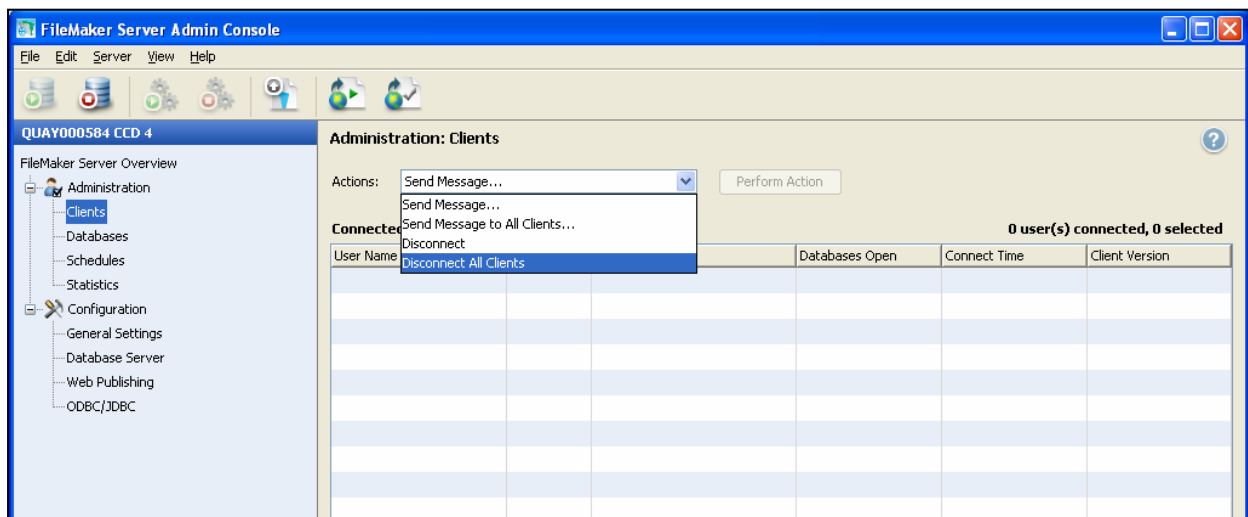 FileMaker Server Admin Console
File Edit Server View Help
QUAY000584 CCD 4
FileMaker Server Overview
Administration
Clients
Databases
Schedules
Statistics
Configuration
General Settings
Database Server
Web Publishing
ODBC/JDBC
Administration: Clients
Actions: Send Message... Perform Action
Send Message...
Send Message to All Clients...
Disconnect
Disconnect All Clients
Connected 0 user(s) connected, 0 selected
User Name Databases Open Connect Time Client Version